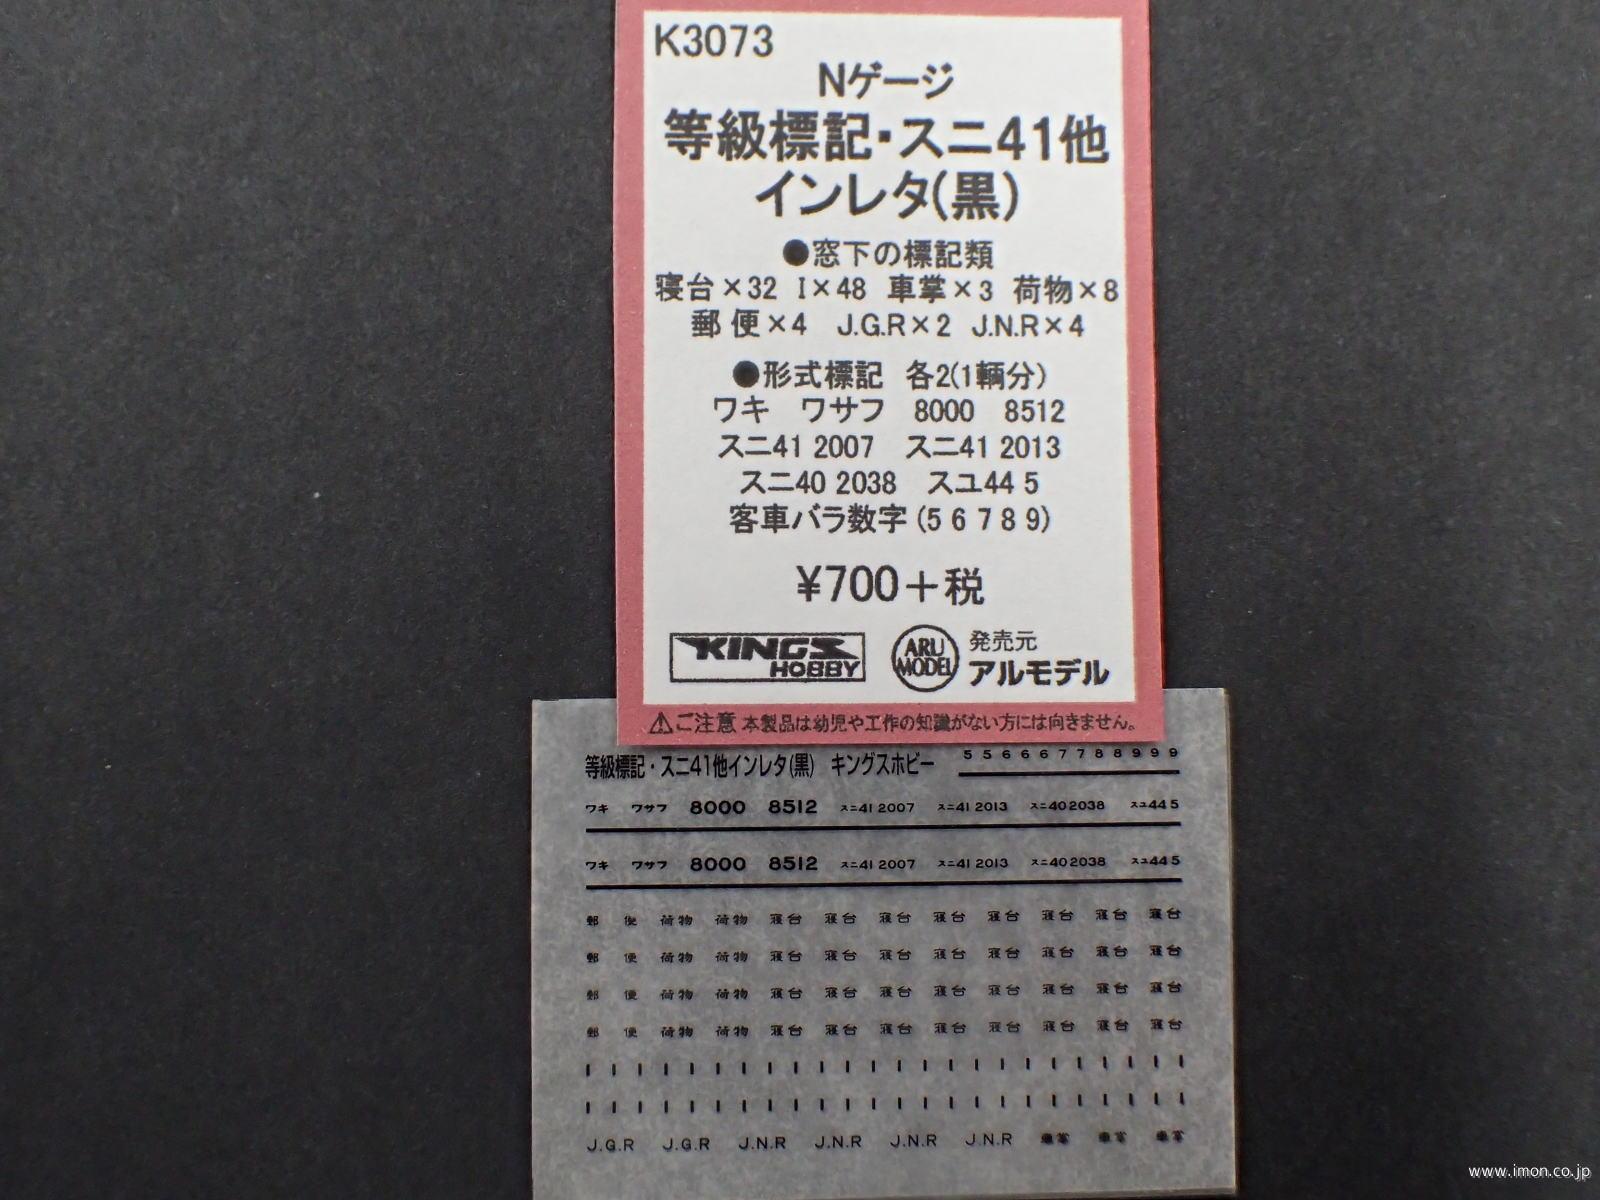 K3073
Nゲージ
等級標記・スニ41他
インレタ(黒)
●窓下の標記類
寝台×32 I×48 車掌×3 荷物×8
郵便×4 J.G.R×2 J.N.R×4
●形式標記 各2(1輌分)
ワキ ワサフ 8000 8512
スニ41 2007 スニ41 2013
スニ40 2038 スユ44 5
客車バラ数字(5 6 7 8 9)
¥700+税
KINGS HOBBY
ARU MODEL
発売元
アルモデル
⚠ご注意 本製品は幼児や工作の知識がない方には向きません。
等級標記・スニ41他インレタ(黒) キングスホビー 5 5 6 6 6 6 7 7 8 8 9 9 9
ワキ ワサフ 8000 8512 スニ41 2007 スニ41 2013 スニ40 2038 スユ44 5
ワキ ワサフ 8000 8512 スニ41 2007 スニ41 2013 スニ40 2038 スユ44 5
郵 便 荷物 荷物 寝台 寝台 寝台 寝台 寝台 寝台 寝台 寝台
郵 便 荷物 荷物 寝台 寝台 寝台 寝台 寝台 寝台 寝台 寝台
郵 便 荷物 荷物 寝台 寝台 寝台 寝台 寝台 寝台 寝台 寝台
郵 便 荷物 荷物 寝台 寝台 寝台 寝台 寝台 寝台 寝台 寝台
I I I I I I I I I I I I I I I I I I I I I I I I
I I I I I I I I I I I I I I I I I I I I I I I I
J.G.R J.G.R J.N.R J.N.R J.N.R J.N.R 車掌 車掌 車掌
www.imon.co.jp